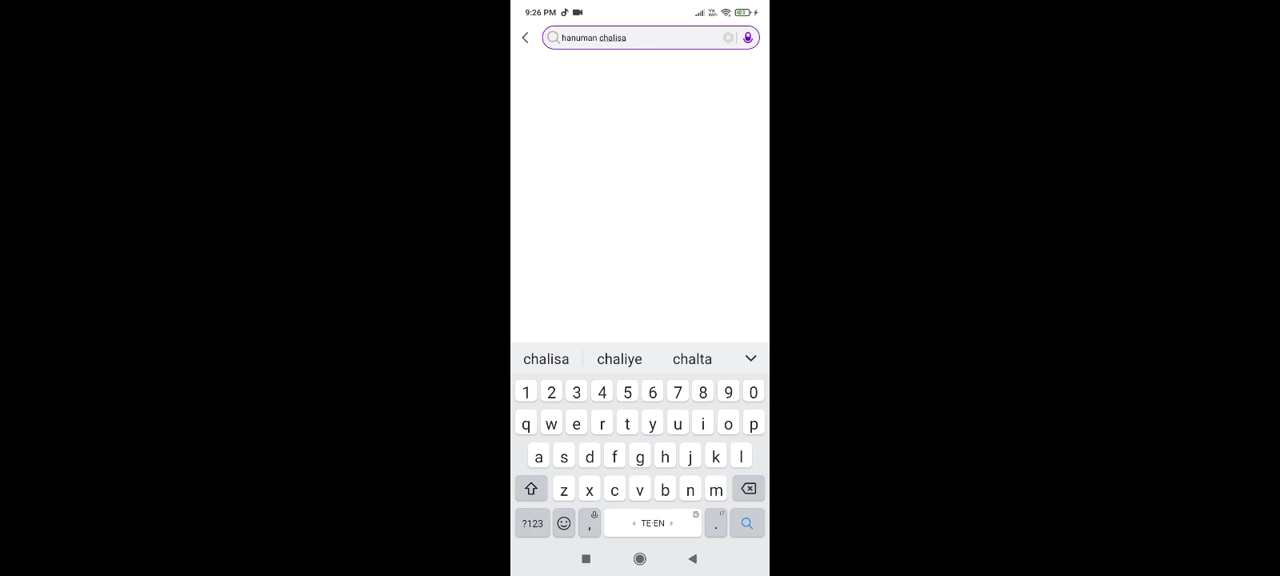 9:26 PM
hanuman chalisa
chalisa chaliye chalta
1 2 3 4 5 6 7 8 9 0
q w e r t y u i o p
a s d f g h j k l
z x c v b n m
?123 , TE·EN .